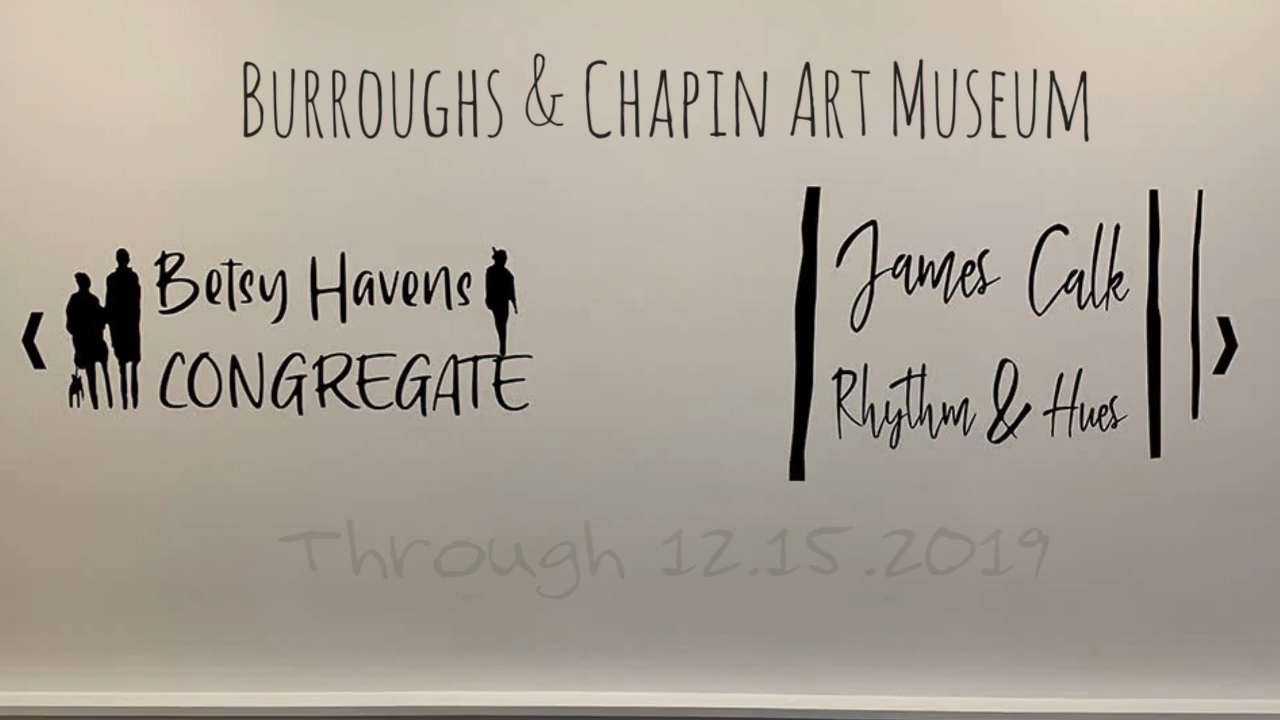 BURROUGHS & CHAPIN ART MUSEUM
Betsy Havens
CONGREGATE
James Calk
Rhythm & Hues
Through 12.15.2019